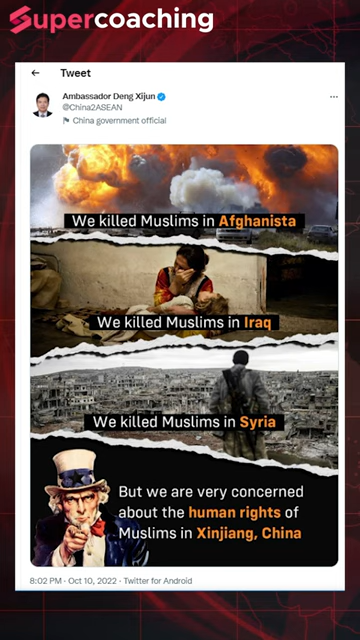 Supercoaching
Tweet
Ambassador Deng Xijun
@China2ASEAN
China government official
We killed Muslims in Afghanista
We killed Muslims in Iraq
We killed Muslims in Syria
But we are very concerned
about the human rights of
Muslims in Xinjiang, China
8:02 PM · Oct 10, 2022 · Twitter for Android